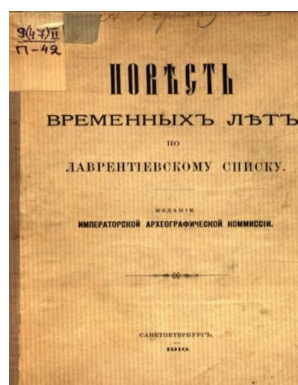 9(47)II
П-42
ПОВѢСТЬ
ВРЕМЕННЫХЪ ЛѢТЪ
ПО
ЛАВРЕНТІЕВСКОМУ СПИСКУ.
ИЗДАНІЕ
ИМПЕРАТОРСКОЙ АРХЕОГРАФИЧЕСКОЙ КОММИССІИ.
САНКТПЕТЕРБУРГЪ.
1910.